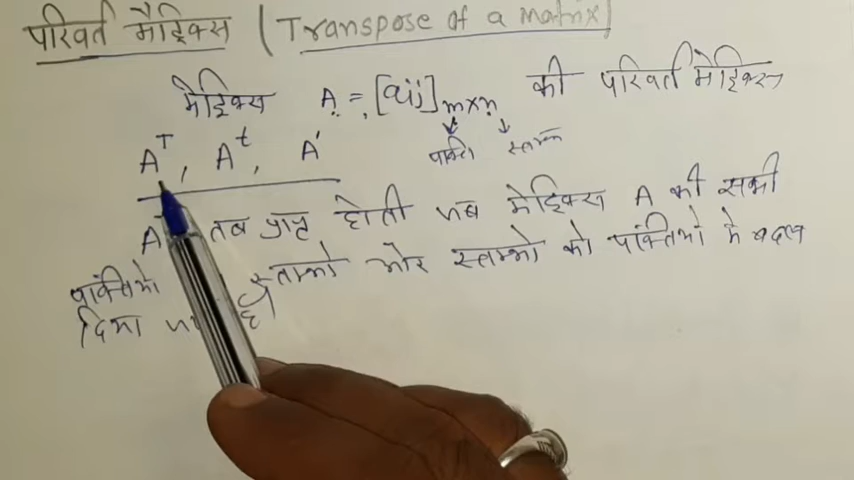 परिवर्त मैट्रिक्स (Transpose of a matrix)
मैट्रिक्स A = [aij]m×n की परिवर्त मैट्रिक्स
पंक्ति स्तम्भ
A^T, A^t, A'
A तब प्राप्त होती जब मैट्रिक्स A की सभी
पंक्तियो स्तम्भो और स्तम्भो को पंक्तियो मे बदल
दिया है।